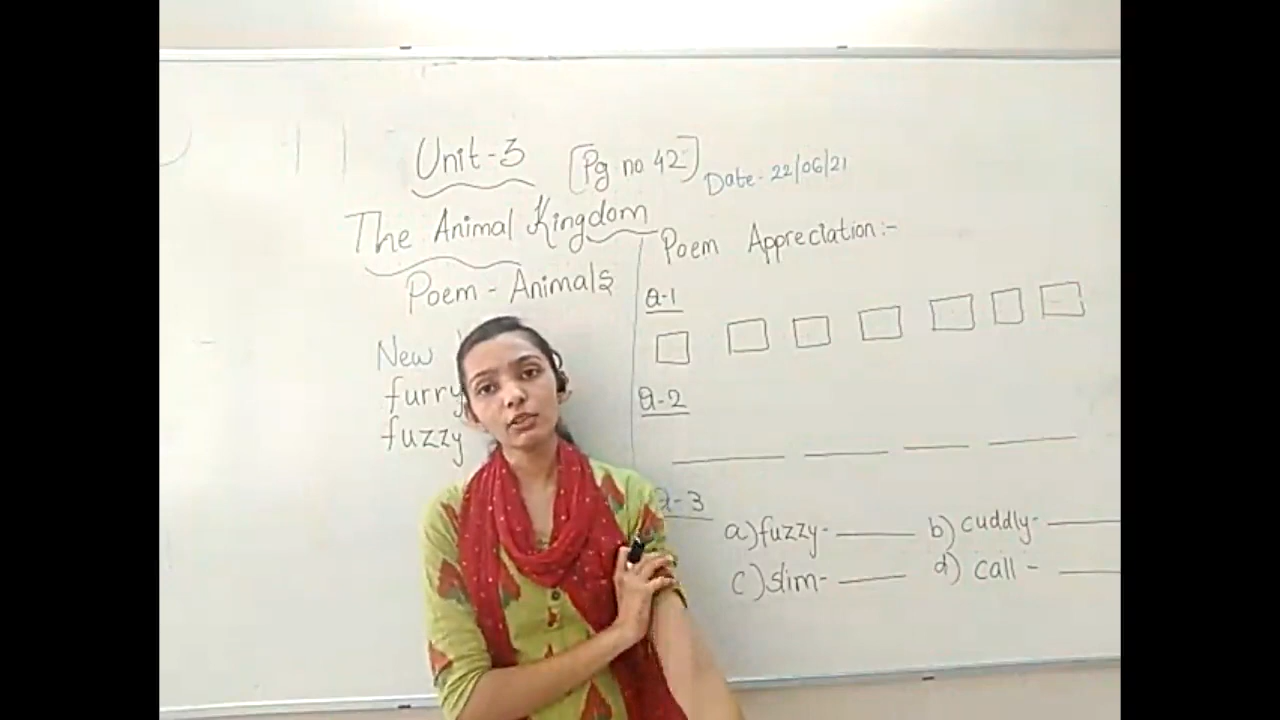 Unit-3 [Pg no 42]
Date- 22/06/21
The Animal Kingdom
Poem - Animals
New
furry
fuzzy
Poem Appreciation:-
Q-1
Q-2
Q-3
a) fuzzy- b) cuddly-
c) slim- d) call -